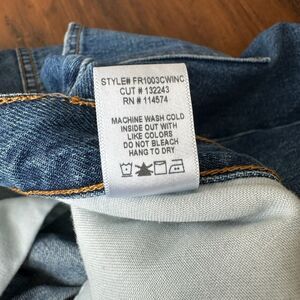 STYLE# FR1003CWINC
CUT # 132243
RN # 114574
MACHINE WASH COLD
INSIDE OUT WITH
LIKE COLORS
DO NOT BLEACH
HANG TO DRY